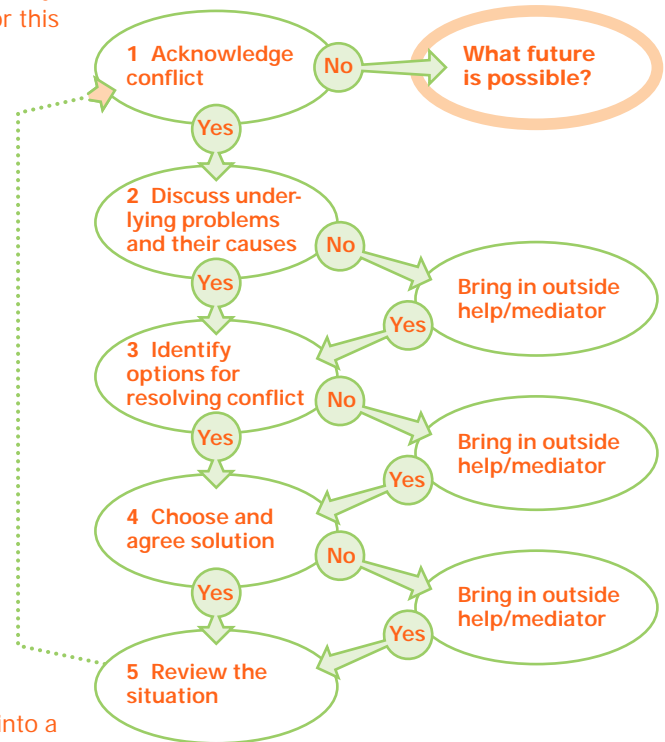 or this
1 Acknowledge
conflict
No
What future
is possible?
Yes
2 Discuss under-
lying problems
and their causes
No
Yes
Bring in outside
help/mediator
Yes
3 Identify
options for
resolving conflict
No
Yes
Bring in outside
help/mediator
Yes
4 Choose and
agree solution
No
Yes
Bring in outside
help/mediator
Yes
5 Review the
situation
into a